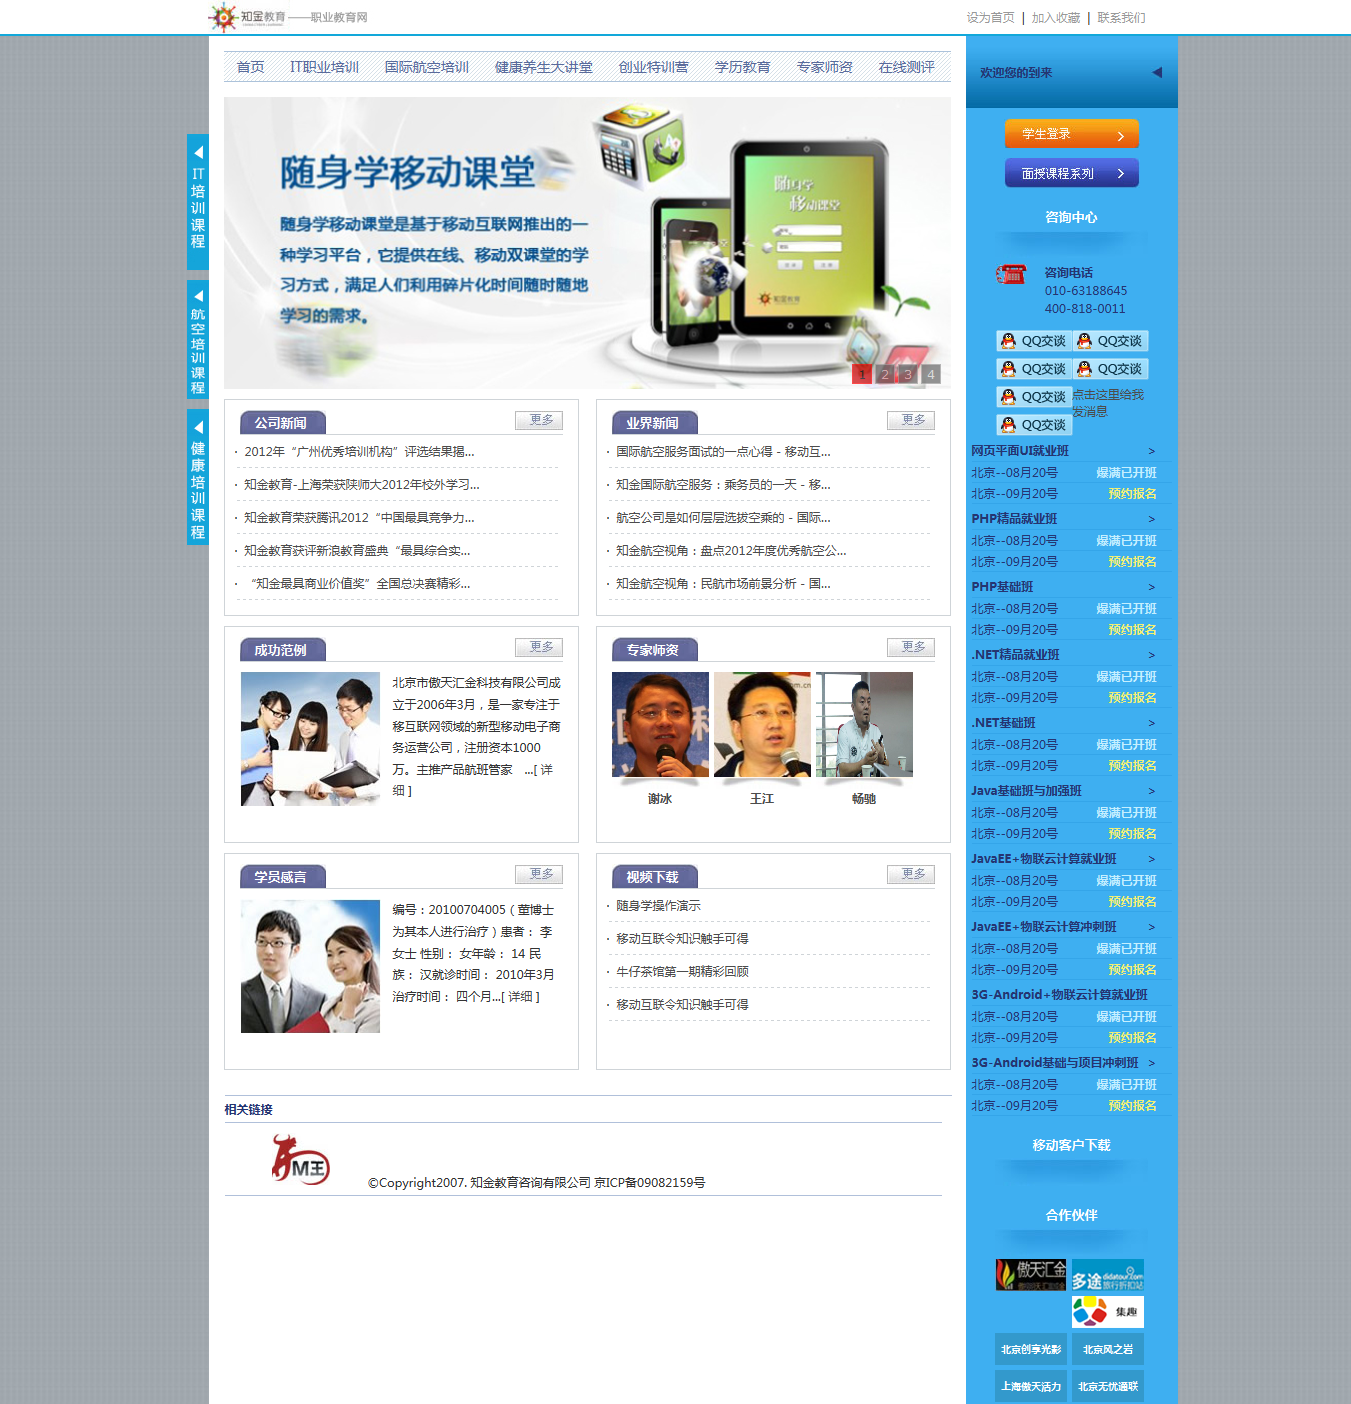 知金教育——职业教育网
设为首页 | 加入收藏 | 联系我们
首页 IT职业培训 国际航空培训 健康养生大讲堂 创业特训营 学历教育 专家师资 在线测评
欢迎您的到来
IT培训课程
航空培训课程
健康培训课程
随身学移动课堂
随身学移动课堂是基于移动互联网推出的一
种学习平台，它提供在线、移动双课堂的学
习方式，满足人们利用碎片化时间随时随地
学习的需求。
随身学
移动课堂
知金教育
1 2 3 4
公司新闻 更多
2012年“广州优秀培训机构”评选结果揭...
知金教育-上海荣获陕师大2012年校外学习...
知金教育荣获腾讯2012“中国最具竞争力...
知金教育获评新浪教育盛典“最具综合实...
“知金最具商业价值奖”全国总决赛精彩...
业界新闻 更多
国际航空服务面试的一点心得 - 移动互...
知金国际航空服务：乘务员的一天 - 移...
航空公司是如何层层选拔空乘的 - 国际...
知金航空视角：盘点2012年度优秀航空公...
知金航空视角：民航市场前景分析 - 国...
成功范例 更多
北京市傲天汇金科技有限公司成
立于2006年3月，是一家专注于
移互联网领域的新型移动电子商
务运营公司，注册资本1000
万。主推产品航班管家 ...[ 详
细 ]
专家师资 更多
谢冰 王江 畅驰
学员感言 更多
编号：20100704005（董博士
为其本人进行治疗）患者： 李
女士 性别： 女年龄： 14 民
族： 汉就诊时间： 2010年3月
治疗时间： 四个月...[ 详细 ]
视频下载 更多
随身学操作演示
移动互联令知识触手可得
牛仔茶馆第一期精彩回顾
移动互联令知识触手可得
相关链接
M王
©Copyright2007. 知金教育咨询有限公司 京ICP备09082159号
学生登录
面授课程系列
咨询中心
咨询电话
010-63188645
400-818-0011
QQ交谈 QQ交谈
QQ交谈 QQ交谈
QQ交谈 点击这里给我
发消息
QQ交谈
网页平面UI就业班 >
北京--08月20号 爆满已开班
北京--09月20号 预约报名
PHP精品就业班 >
北京--08月20号 爆满已开班
北京--09月20号 预约报名
PHP基础班 >
北京--08月20号 爆满已开班
北京--09月20号 预约报名
.NET精品就业班 >
北京--08月20号 爆满已开班
北京--09月20号 预约报名
.NET基础班 >
北京--08月20号 爆满已开班
北京--09月20号 预约报名
Java基础班与加强班 >
北京--08月20号 爆满已开班
北京--09月20号 预约报名
JavaEE+物联云计算就业班 >
北京--08月20号 爆满已开班
北京--09月20号 预约报名
JavaEE+物联云计算冲刺班 >
北京--08月20号 爆满已开班
北京--09月20号 预约报名
3G-Android+物联云计算就业班
北京--08月20号 爆满已开班
北京--09月20号 预约报名
3G-Android基础与项目冲刺班 >
北京--08月20号 爆满已开班
北京--09月20号 预约报名
移动客户下载
合作伙伴
傲天汇金
多途 didatour.com
旅行折扣站
集趣
北京创享光影 北京风之岩
上海傲天活力 北京无忧通联